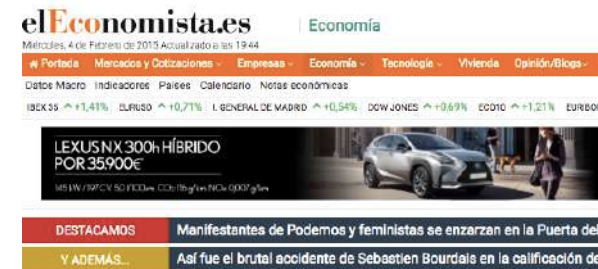 elEconomista.es
Economía
Miércoles, 4 de Febrero de 2015 Actualizado a las 19:44
Portada Mercados y Cotizaciones Empresas Economía Tecnología Vivienda Opinión/Blogs
Datos Macro Indicadores Países Calendario Notas económicas
IBEX 35 +1,41% EURUSD +0,71% I. GENERAL DE MADRID +0,54% DOW JONES +0,69% ECO10 +1,21% EURIBOR
LEXUS NX 300h HÍBRIDO
POR 35.900€
DESTACAMOS Manifestantes de Podemos y feministas se enzarzan en la Puerta del
Y ADEMÁS... Así fue el brutal accidente de Sebastien Bourdais en la calificación de